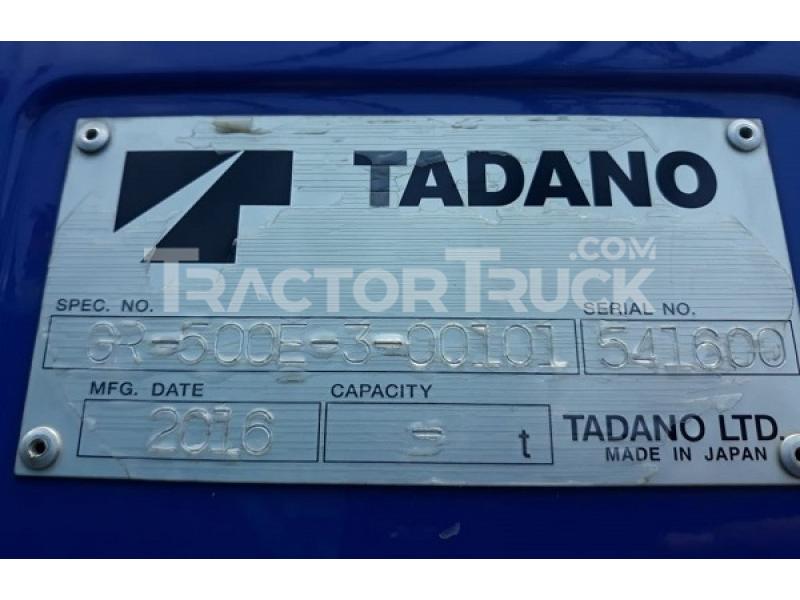 TADANO
TRACTORTRUCK.COM
SPEC. NO. SERIAL NO.
GR-500E-3-00101 541600
MFG. DATE CAPACITY
2016 - t TADANO LTD.
MADE IN JAPAN